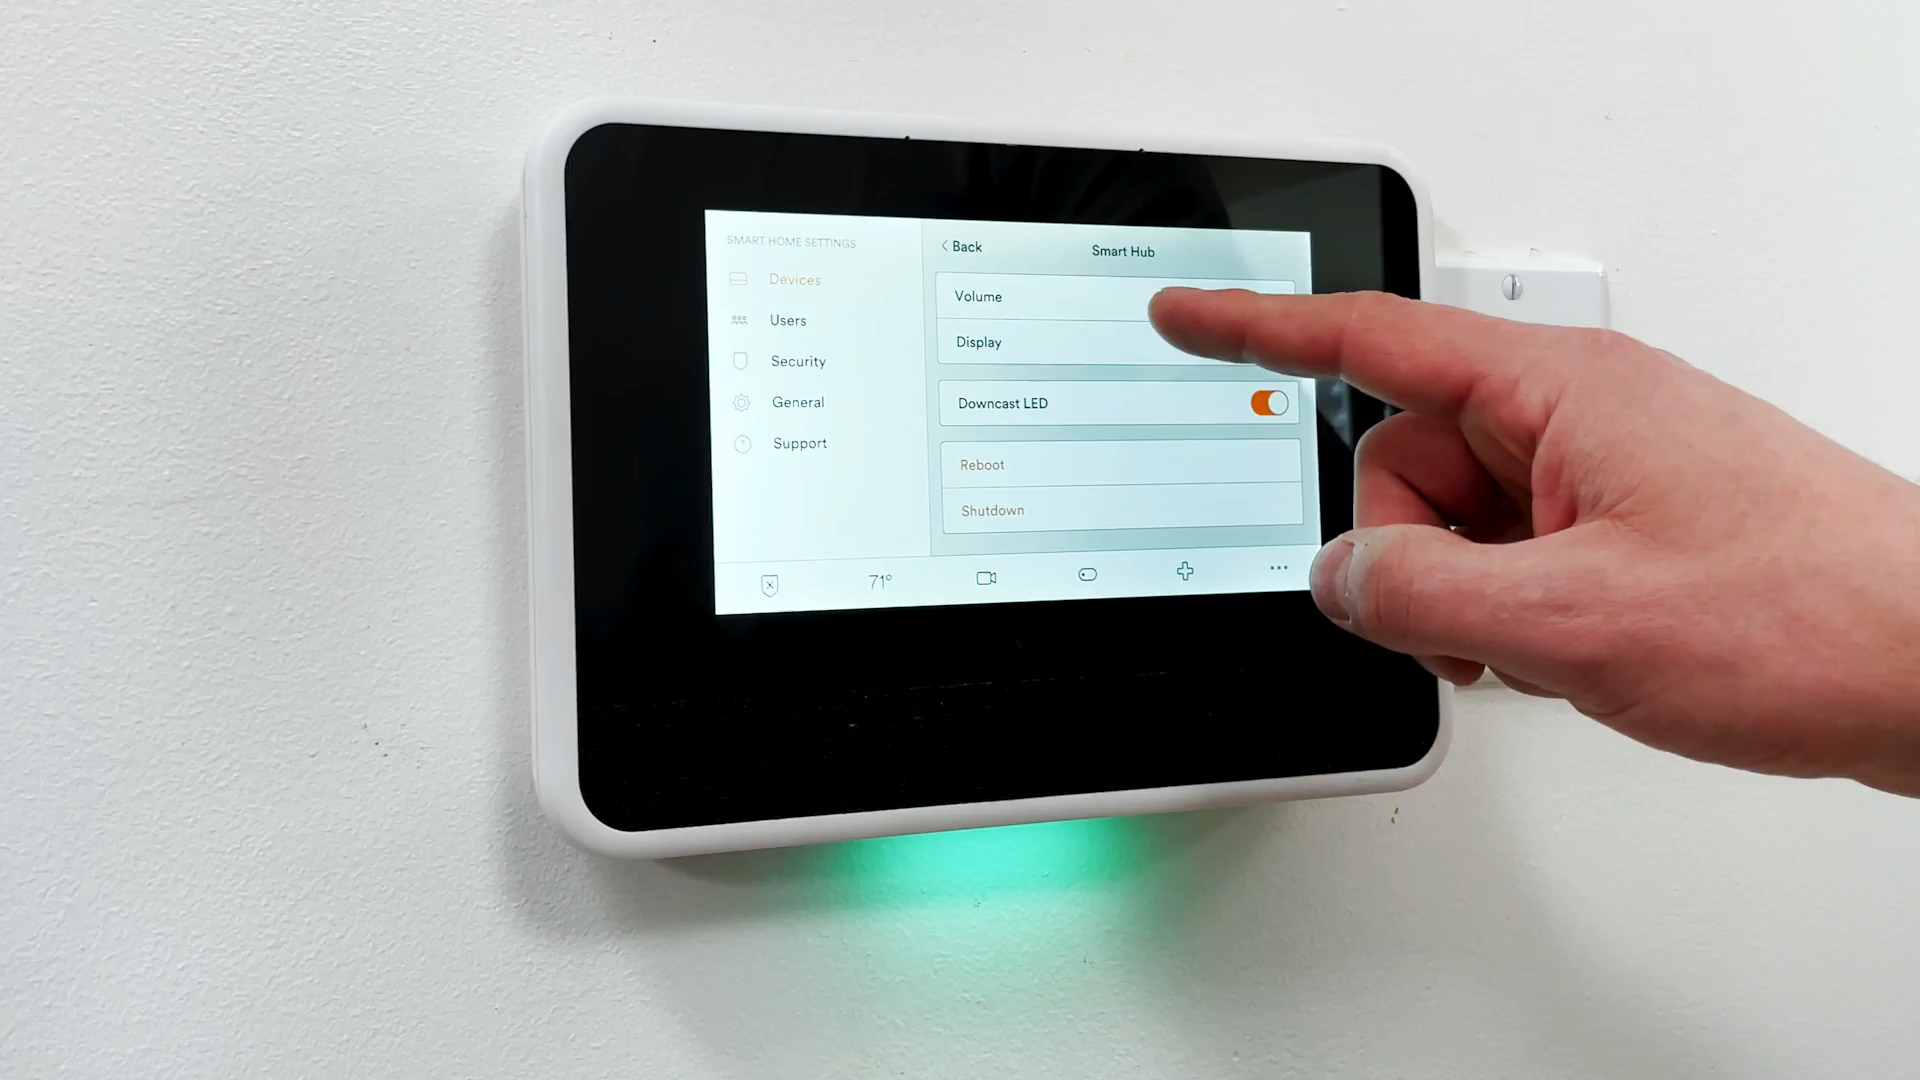 SMART HOME SETTINGS
Devices
Users
Security
General
Support
< Back
Smart Hub
Volume
Display
Downcast LED
Reboot
Shutdown
71°